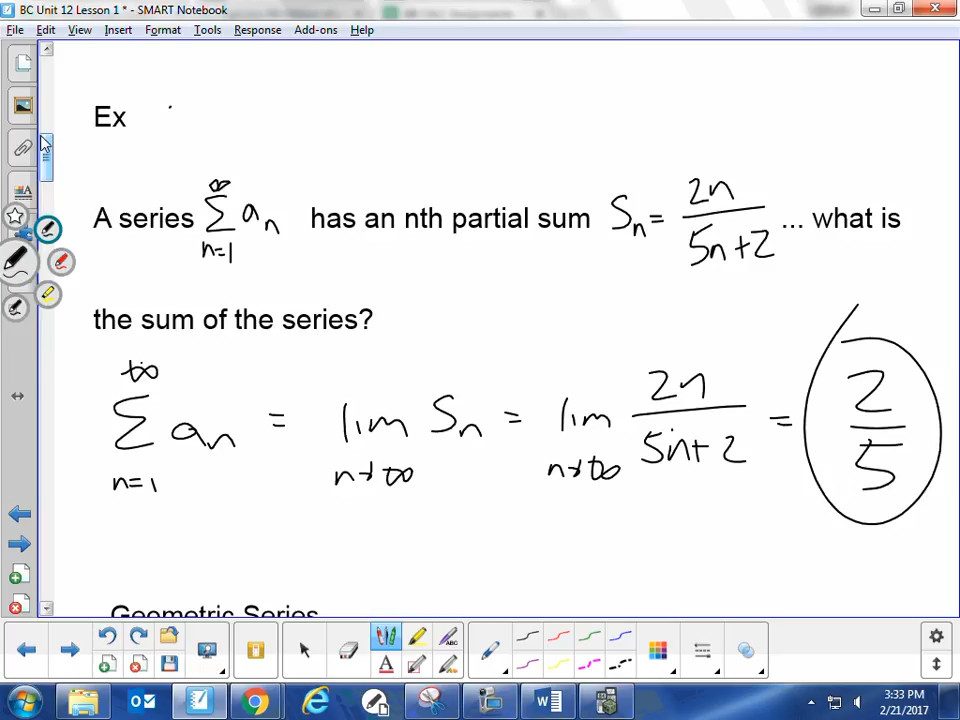 BC Unit 12 Lesson 1 * - SMART Notebook
File Edit View Insert Format Tools Response Add-ons Help
Ex
A series ∞ Σ n=1 a_n has an nth partial sum S_n = 2n/(5n+2) ... what is
the sum of the series?
+∞ Σ n=1 a_n = lim n→+∞ S_n = lim n→+∞ 2n/(5n+2) = 2/5
Geometric Series
3:33 PM
2/21/2017